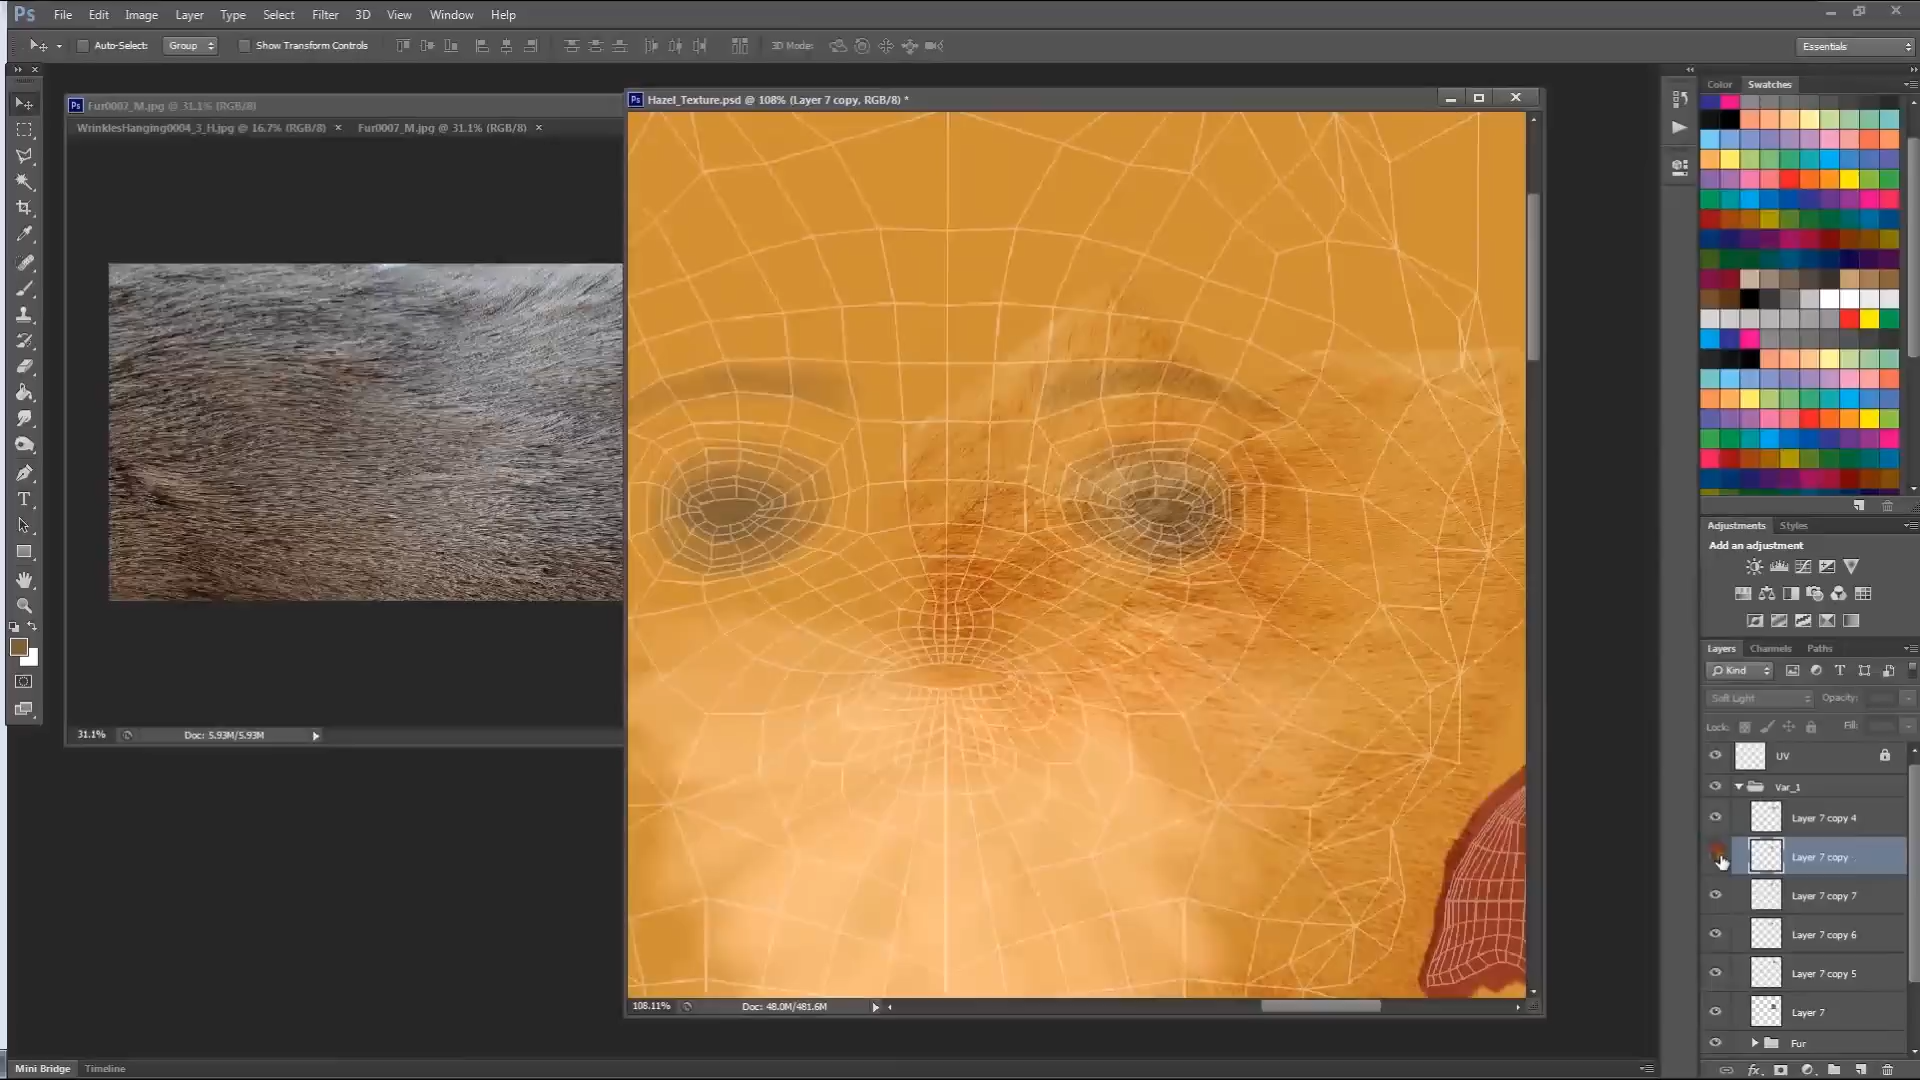 Ps File Edit Image Layer Type Select Filter 3D View Window Help
Auto-Select: Group Show Transform Controls 3D Mode: Essentials
Ps Fur0007_M.jpg @ 31.1% (RGB/8)
WrinklesHanging0004_3_H.jpg @ 16.7% (RGB/8) × Fur0007_M.jpg @ 31.1% (RGB/8) ×
Ps Hazel_Texture.psd @ 108% (Layer 7 copy, RGB/8) *
Color Swatches
Adjustments Styles
Add an adjustment
Layers Channels Paths
Kind
Soft Light Opacity:
Lock: Fill:
UV
Var_1
Layer 7 copy 4
Layer 7 copy
Layer 7 copy 7
Layer 7 copy 6
Layer 7 copy 5
Layer 7
Fur
31.1% Doc: 5.93M/5.93M
108.11% Doc: 48.0M/481.6M
Mini Bridge Timeline